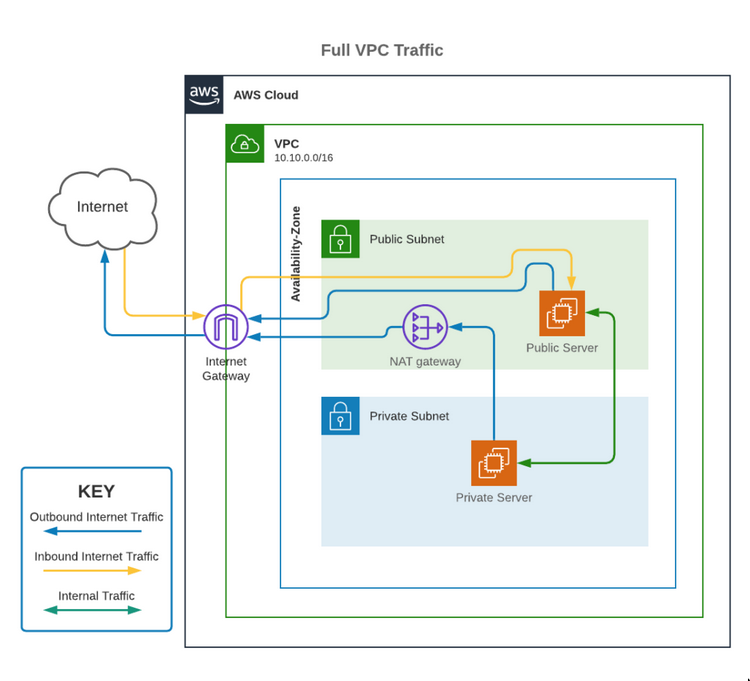 Full VPC Traffic
aws
AWS Cloud
VPC
10.10.0.0/16
Internet
Availability-Zone
Public Subnet
Public Server
NAT gateway
Internet
Gateway
Private Subnet
Private Server
KEY
Outbound Internet Traffic
Inbound Internet Traffic
Internal Traffic